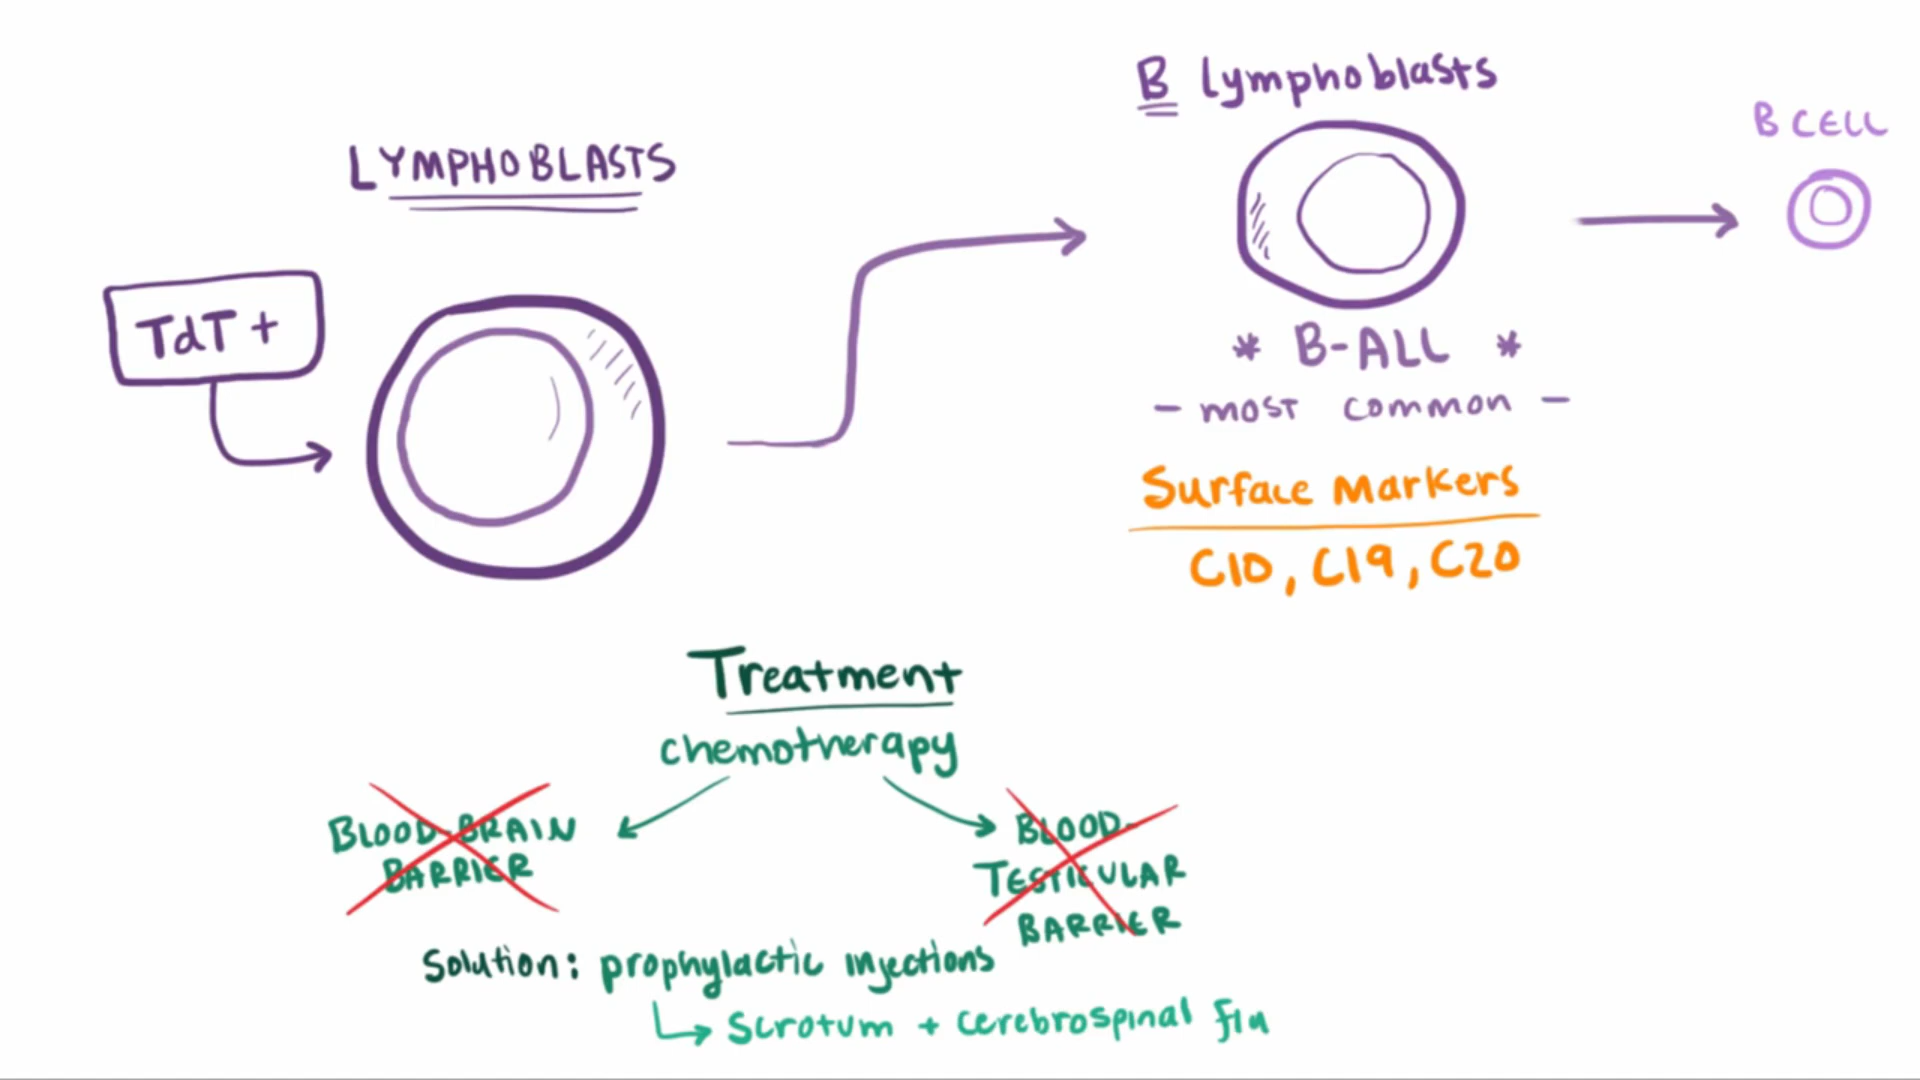 LYMPHOBLASTS
TdT +
B lymphoblasts
B CELL
* B-ALL *
- most common -
Surface markers
C10, C19, C20
Treatment
chemotherapy
BLOOD-BRAIN
BARRIER
BLOOD-
TESTICULAR
BARRIER
Solution: prophylactic injections
Scrotum + cerebrospinal flu